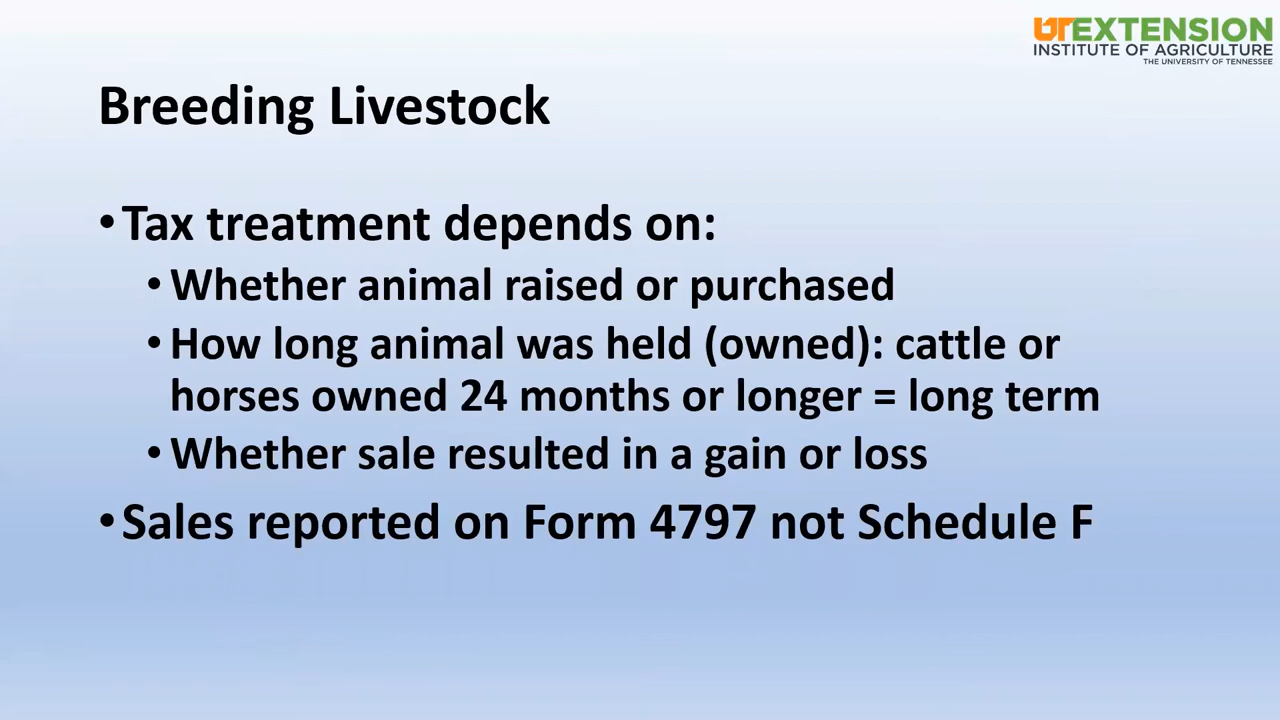 UTEXTENSION
INSTITUTE OF AGRICULTURE
THE UNIVERSITY OF TENNESSEE
Breeding Livestock
•Tax treatment depends on:
•Whether animal raised or purchased
•How long animal was held (owned): cattle or
horses owned 24 months or longer = long term
•Whether sale resulted in a gain or loss
•Sales reported on Form 4797 not Schedule F